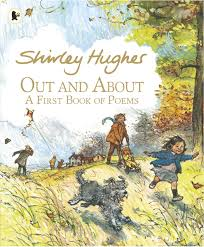 Shirley Hughes
OUT AND ABOUT
A FIRST BOOK OF POEMS